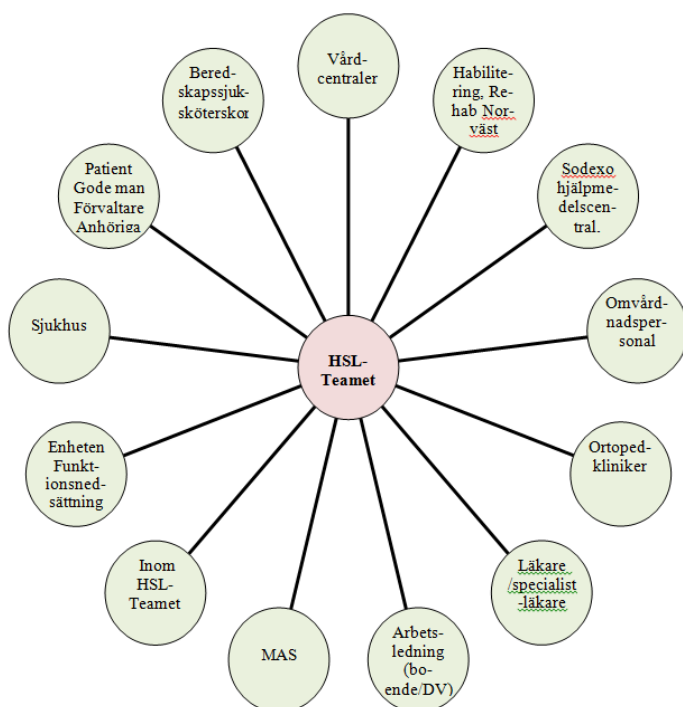 Vård-
centraler
Habilitering, Re-
hab Nor-
väst
Sodexo
hjälpme-
delscen-
tral.
Omvård-
nadsper-
sonal
Ortoped-
kliniker
Läkare
/specialist
-läkare
Arbets-
ledning
(bo-
ende/DV)
MAS
Inom
HSL-
Teamet
Enheten
Funkt-
ionsned-
sättning
Sjukhus
Patient
Gode man
Förvaltare
Anhöriga
Bered-
skapssjuk-
sköterskor
HSL-
Teamet